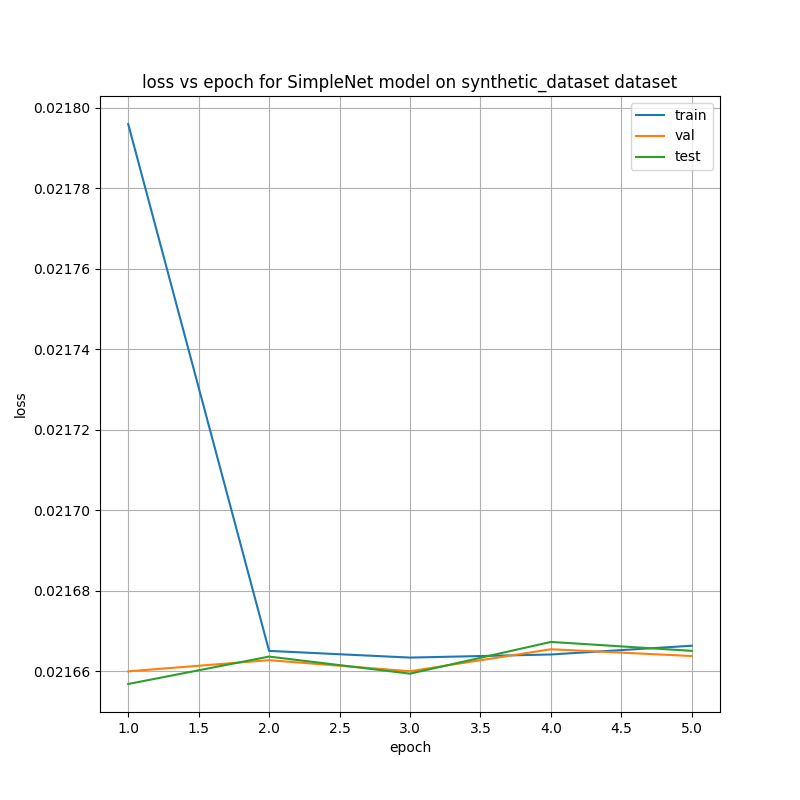 loss vs epoch for SimpleNet model on synthetic_dataset dataset
train
val
test
0.02180
0.02178
0.02176
0.02174
0.02172
0.02170
0.02168
0.02166
loss
1.0 1.5 2.0 2.5 3.0 3.5 4.0 4.5 5.0
epoch